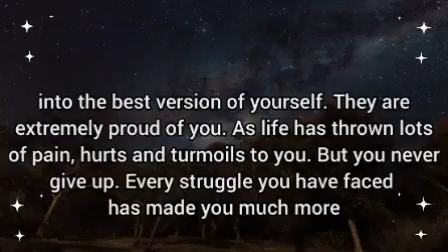 into the best version of yourself. They are
extremely proud of you. As life has thrown lots
of pain, hurts and turmoils to you. But you never
give up. Every struggle you have faced
has made you much more